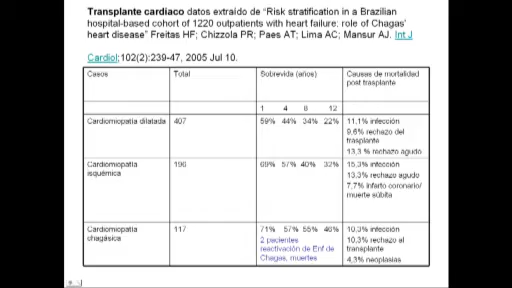 Transplante cardiaco datos extraído de "Risk stratification in a Brazilian
hospital-based cohort of 1220 outpatients with heart failure: role of Chagas'
heart disease" Freitas HF; Chizzola PR; Paes AT; Lima AC; Mansur AJ. Int J
Cardiol;102(2):239-47, 2005 Jul 10.
Casos Total Sobrevida (años) Causas de mortalidad
post trasplante
1 4 8 12
Cardiomiopatía dilatada 407 59% 44% 34% 22% 11,1% infección
9,6% rechazo del
trasplante
13,3 % rechazo agudo
Cardiomiopatía
isquémica 196 69% 57% 40% 32% 15,3% infección
13,3% rechazo agudo
7,7% infarto coronario/
muerte súbita
Cardiomiopatía
chagásica 117 71% 57% 55% 46% 10,3% infección
2 pacientes 10,3% rechazo al
reactivación de Enf de transplante
Chagas, muertes 4,3% neoplasias